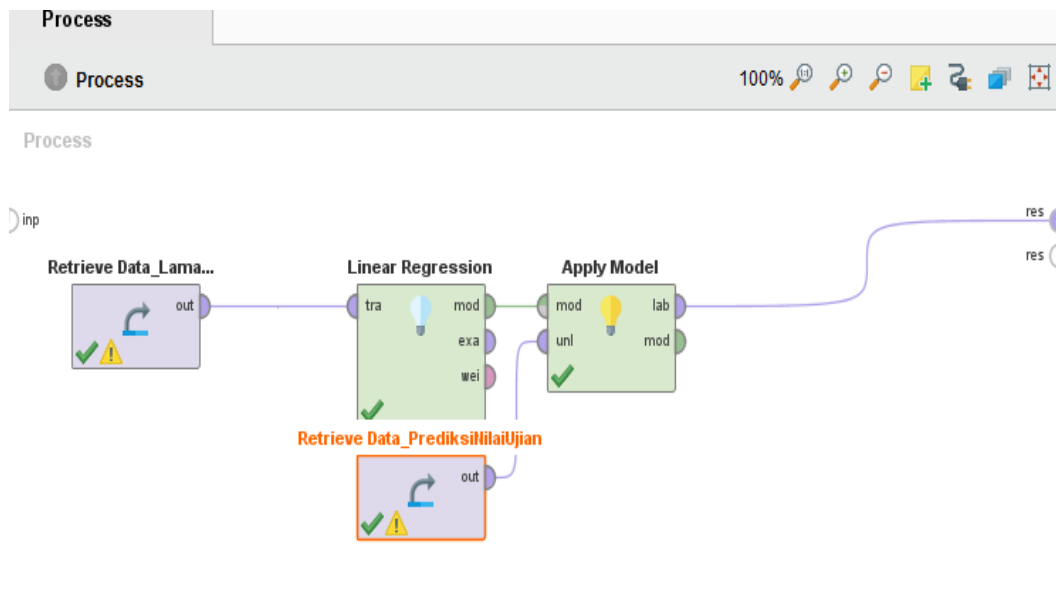 Process
Process
100%
Process
inp
res
res
Retrieve Data_Lama...
out
Linear Regression
tra
mod
exa
wei
Apply Model
mod
lab
unl
mod
Retrieve Data_PrediksiNilaiUjian
out